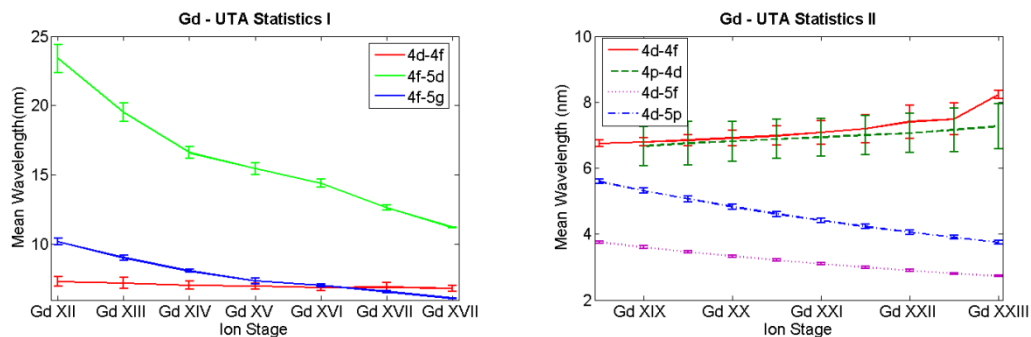 Gd - UTA Statistics I
25
20
15
10
Mean Wavelength(nm)
4d-4f
4f-5d
4f-5g
Gd XII Gd XIII Gd XIV Gd XV Gd XVI Gd XVII Gd XVII
Ion Stage
Gd - UTA Statistics II
10
8
6
4
2
Mean Wavelength (nm)
4d-4f
4p-4d
4d-5f
4d-5p
Gd XIX Gd XX Gd XXI Gd XXII Gd XXIII
Ion Stage